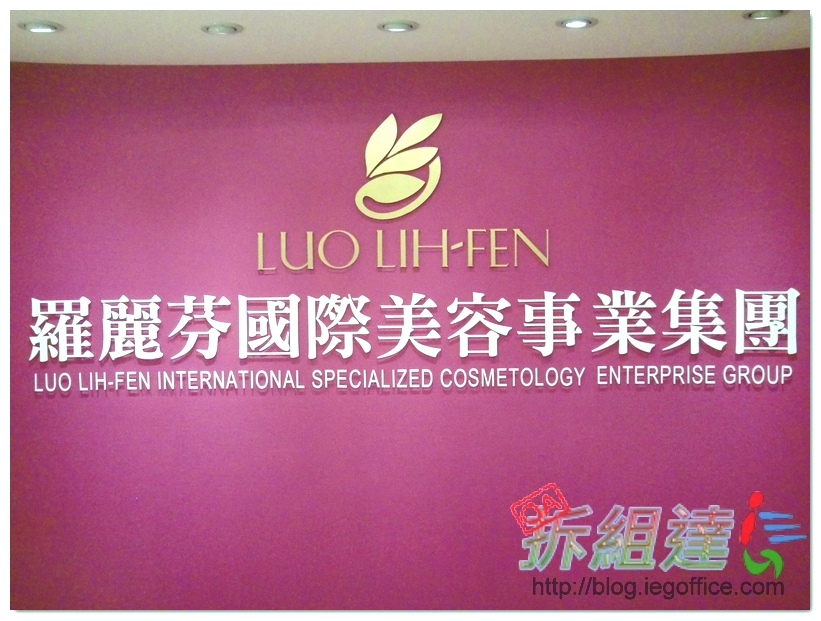 LUO LIH-FEN
羅麗芬國際美容事業集團
LUO LIH-FEN INTERNATIONAL SPECIALIZED COSMETOLOGY ENTERPRISE GROUP
OA
拆組達
http://blog.iegoffice.com